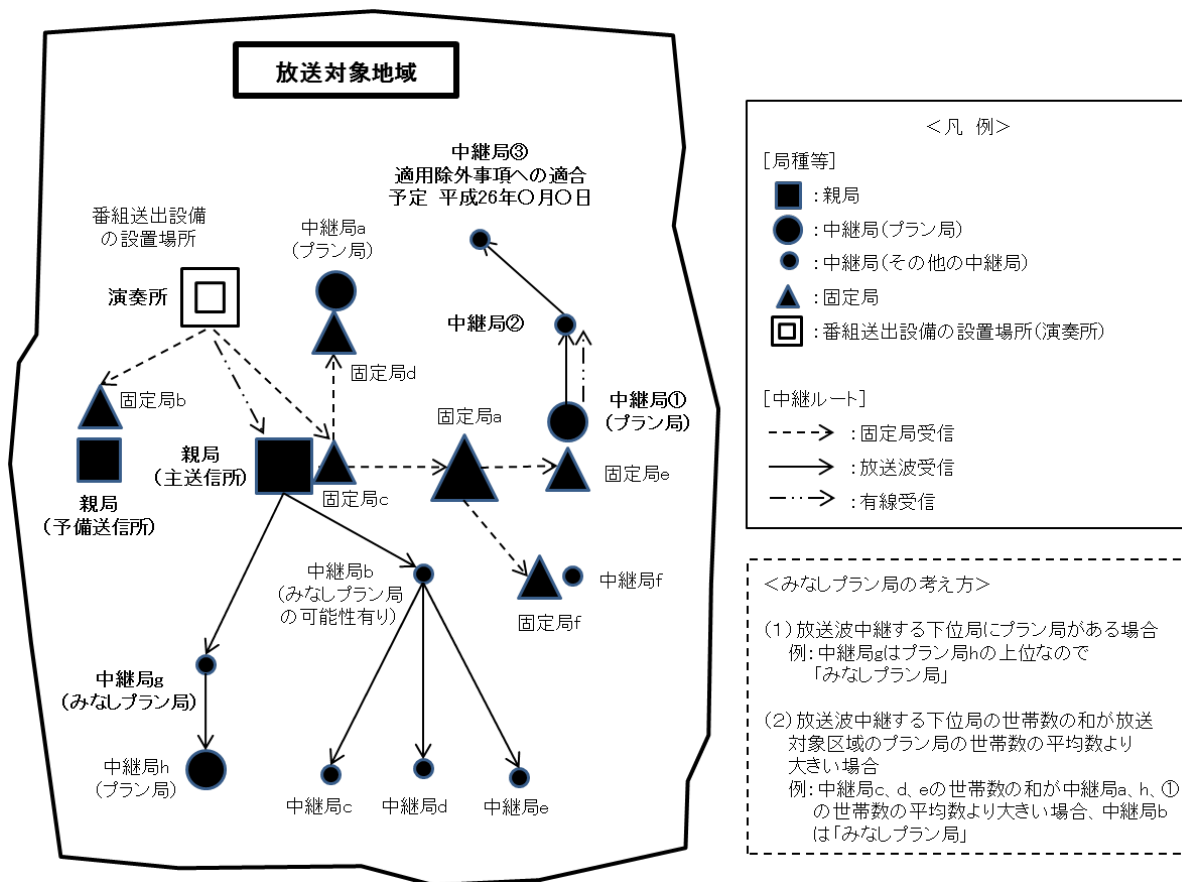 放送対象地域
中継局③
適用除外事項への適合
予定 平成26年〇月〇日
番組送出設備
の設置場所
演奏所
中継局a
(プラン局)
固定局d
中継局②
中継局①
(プラン局)
固定局b
親局
(予備送信所)
親局
(主送信所)
固定局c
固定局a
固定局e
中継局f
固定局f
中継局b
(みなしプラン局
の可能性有り)
中継局g
(みなしプラン局)
中継局h
(プラン局)
中継局c
中継局d
中継局e
<凡 例>
[局種等]
:親局
:中継局(プラン局)
:中継局(その他の中継局)
:固定局
:番組送出設備の設置場所(演奏所)
[中継ルート]
:固定局受信
:放送波受信
:有線受信
<みなしプラン局の考え方>
(1)放送波中継する下位局にプラン局がある場合
例:中継局gはプラン局hの上位なので
「みなしプラン局」
(2)放送波中継する下位局の世帯数の和が放送
対象区域のプラン局の世帯数の平均数より
大きい場合
例:中継局c、d、eの世帯数の和が中継局a、h、①
の世帯数の平均数より大きい場合、中継局b
は「みなしプラン局」